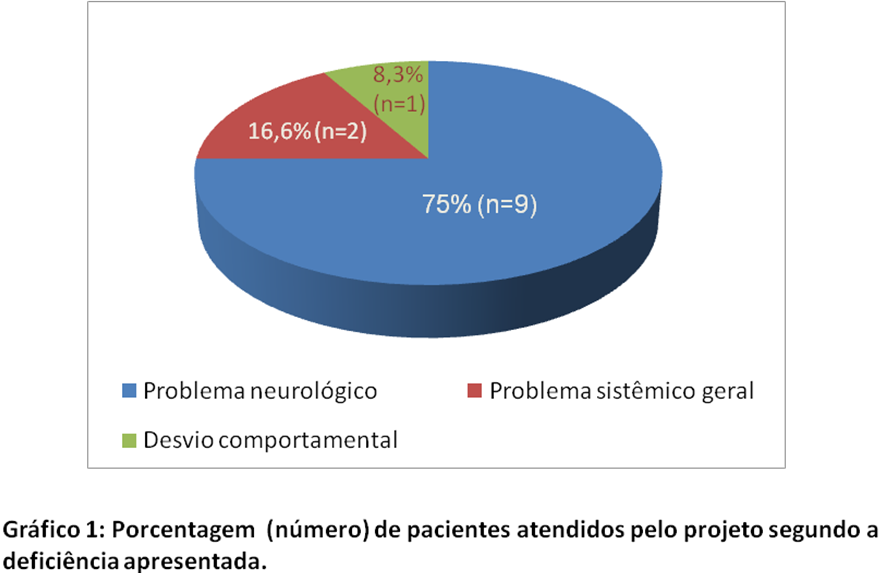 8,3%
(n=1)
16,6% (n=2)
75% (n=9)
Problema neurológico
Problema sistêmico geral
Desvio comportamental
Gráfico 1: Porcentagem (número) de pacientes atendidos pelo projeto segundo a
deficiência apresentada.